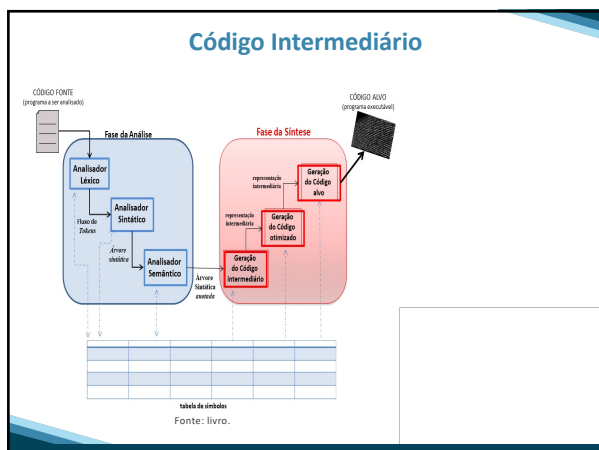 Código Intermediário
CÓDIGO FONTE
(programa a ser analisado)
CÓDIGO ALVO
(programa executável)
Fase da Análise
Fase da Síntese
Analisador
Léxico
Fluxo de
Tokens
Analisador
Sintático
Árvore
sintática
Analisador
Semântico
Árvore
Sintática
anotada
Geração
do Código
intermediário
representação
intermediária
Geração
do Código
otimizado
representação
intermediária
Geração
do Código
alvo
tabela de símbolos
Fonte: livro.